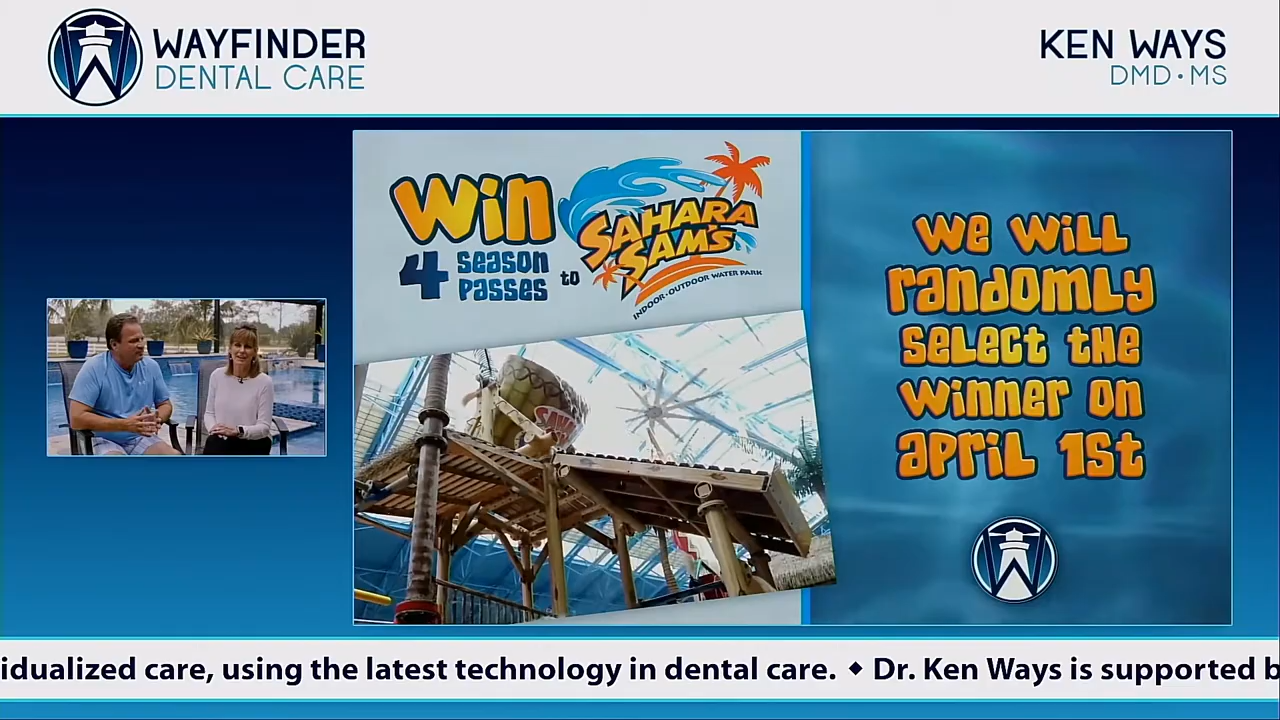 WAYFINDER
DENTAL CARE
KEN WAYS
DMD•MS
Win
4 SEASON PASSES to
SAHARA
SAM'S
INDOOR-OUTDOOR WATER PARK
WE WILL
RANDOMLY
SELECT THE
WINNER ON
APRIL 1ST
idualized care, using the latest technology in dental care. ◆ Dr. Ken Ways is supported b